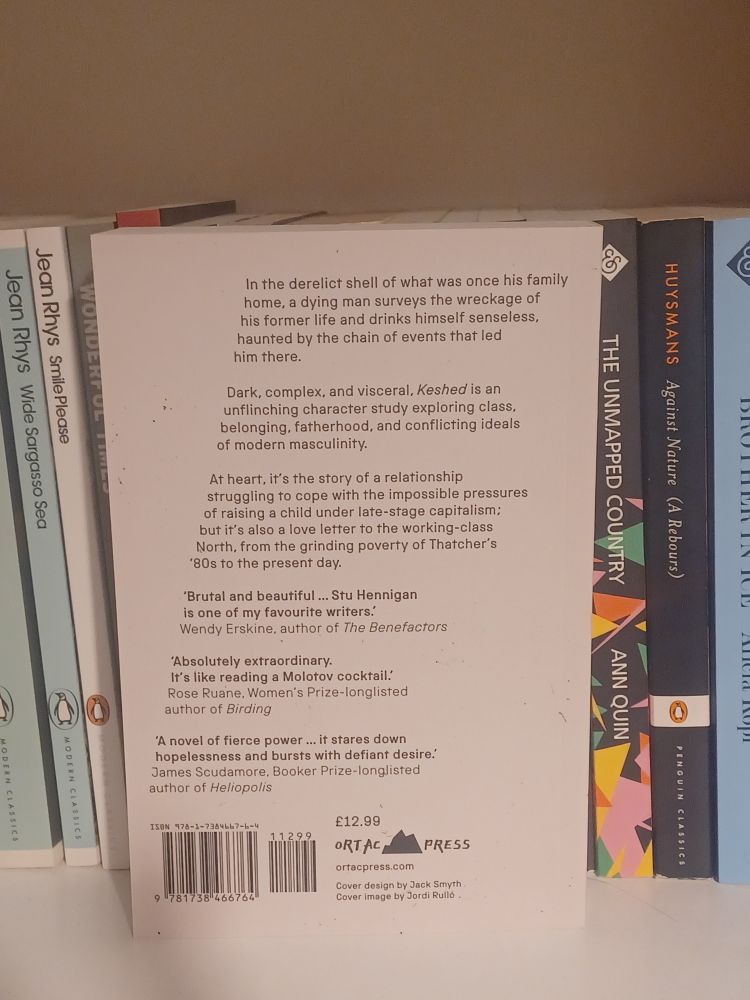 Jean Rhys Wide Sargasso Sea
MODERN CLASSICS
Jean Rhys Smile Please
MODERN CLASSICS
WONDERFUL TIMES
In the derelict shell of what was once his family
home, a dying man surveys the wreckage of
his former life and drinks himself senseless,
haunted by the chain of events that led
him there.
Dark, complex, and visceral, Keshed is an
unflinching character study exploring class,
belonging, fatherhood, and conflicting ideals
of modern masculinity.
At heart, it's the story of a relationship
struggling to cope with the impossible pressures
of raising a child under late-stage capitalism;
but it's also a love letter to the working-class
North, from the grinding poverty of Thatcher's
'80s to the present day.
'Brutal and beautiful ... Stu Hennigan
is one of my favourite writers.'
Wendy Erskine, author of The Benefactors
'Absolutely extraordinary.
It's like reading a Molotov cocktail.'
Rose Ruane, Women's Prize-longlisted
author of Birding
'A novel of fierce power ... it stares down
hopelessness and bursts with defiant desire.'
James Scudamore, Booker Prize-longlisted
author of Heliopolis
ISBN 978-1-7384667-6-4
11299
9 781738 466764
£12.99
ORTAC PRESS
ortacpress.com
Cover design by Jack Smyth.
Cover image by Jordi Rulló.
THE UNMAPPED COUNTRY ANN QUIN
HUYSMANS Against Nature (A Rebours)
PENGUIN CLASSICS
BROTHER IN ICE Alicia Kopf